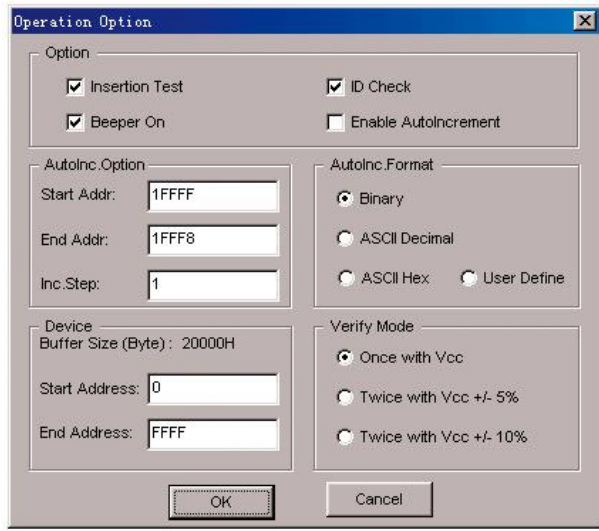 Operation Option
Option
Insertion Test
ID Check
Beeper On
Enable AutoIncrement
AutoInc.Option
Start Addr: 1FFFF
End Addr: 1FFF8
Inc.Step: 1
AutoInc.Format
Binary
ASCII Decimal
ASCII Hex User Define
Device
Buffer Size (Byte) : 20000H
Start Address: 0
End Address: FFFF
Verify Mode
Once with Vcc
Twice with Vcc +/- 5%
Twice with Vcc +/- 10%
OK
Cancel